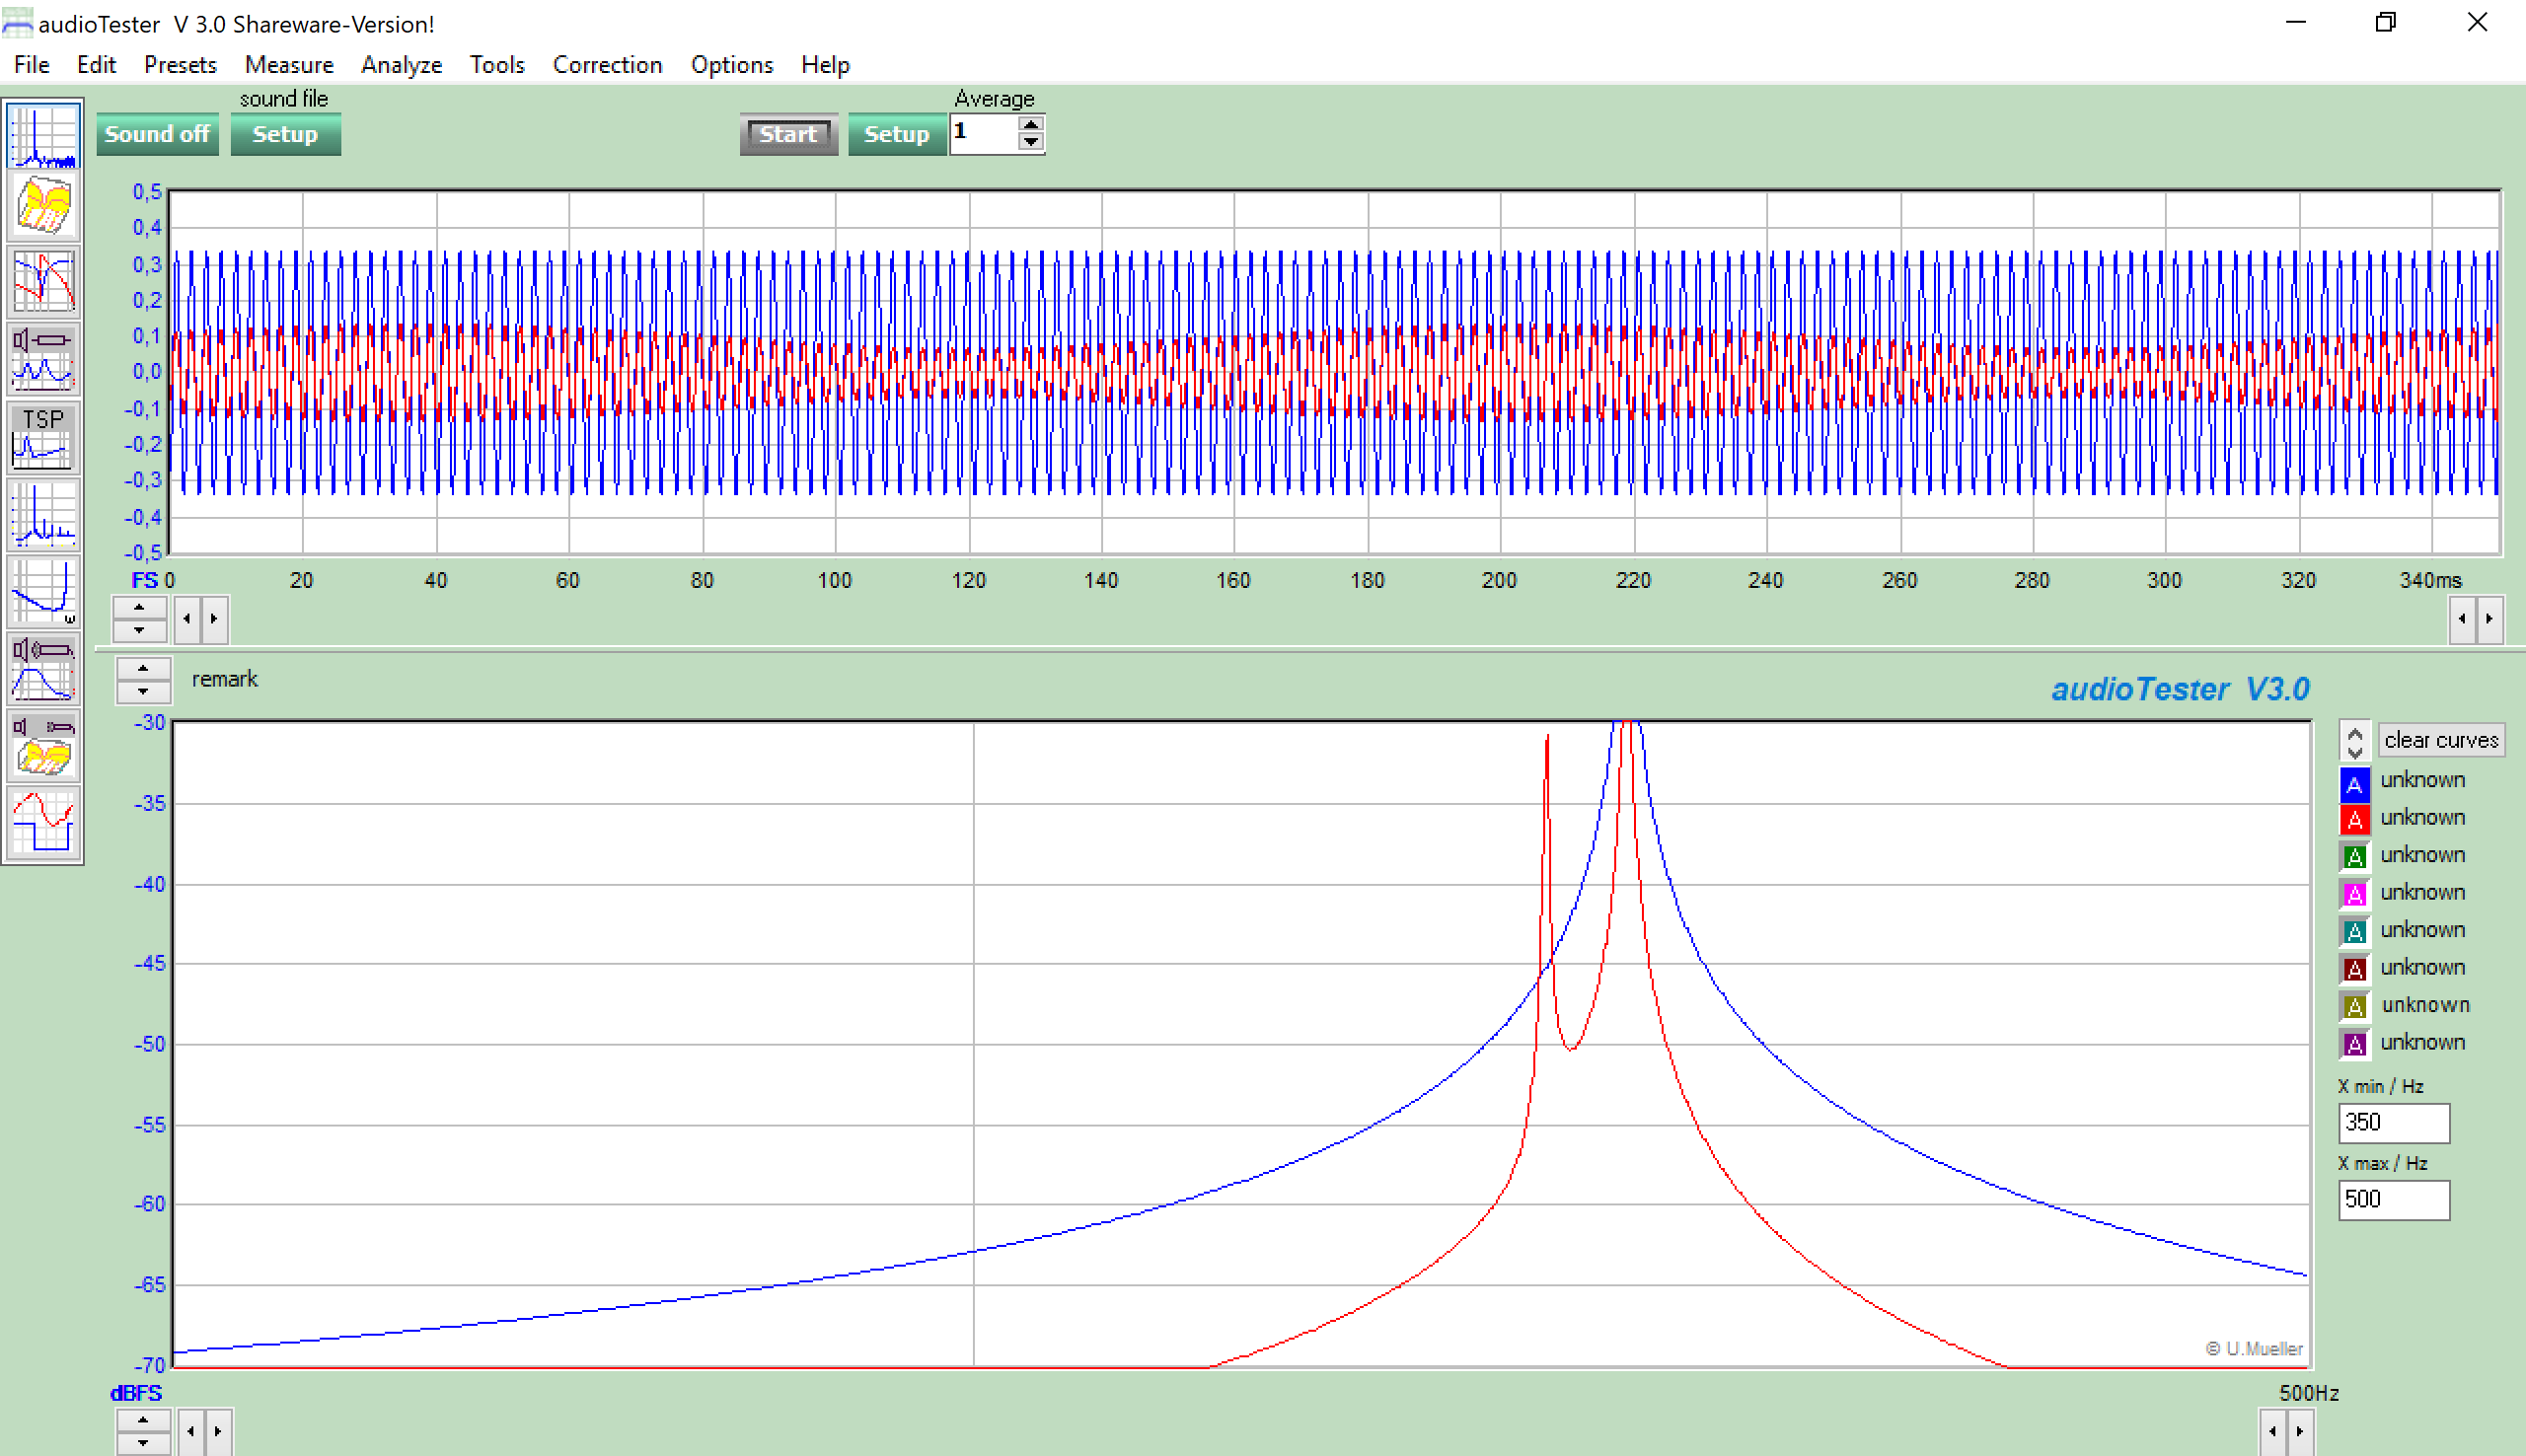 audioTester V 3.0 Shareware-Version!
File Edit Presets Measure Analyze Tools Correction Options Help
sound file Average
Sound off Setup Start Setup 1
0,5
0,4
0,3
0,2
0,1
0,0
-0,1
-0,2
-0,3
-0,4
-0,5
FS 0 20 40 60 80 100 120 140 160 180 200 220 240 260 280 300 320 340ms
TSP
ω
remark audioTester V3.0
-30
-35
-40
-45
-50
-55
-60
-65
-70
clear curves
A unknown
A unknown
A unknown
A unknown
A unknown
A unknown
A unknown
A unknown
X min / Hz
350
X max / Hz
500
© U.Mueller
dBFS 500Hz